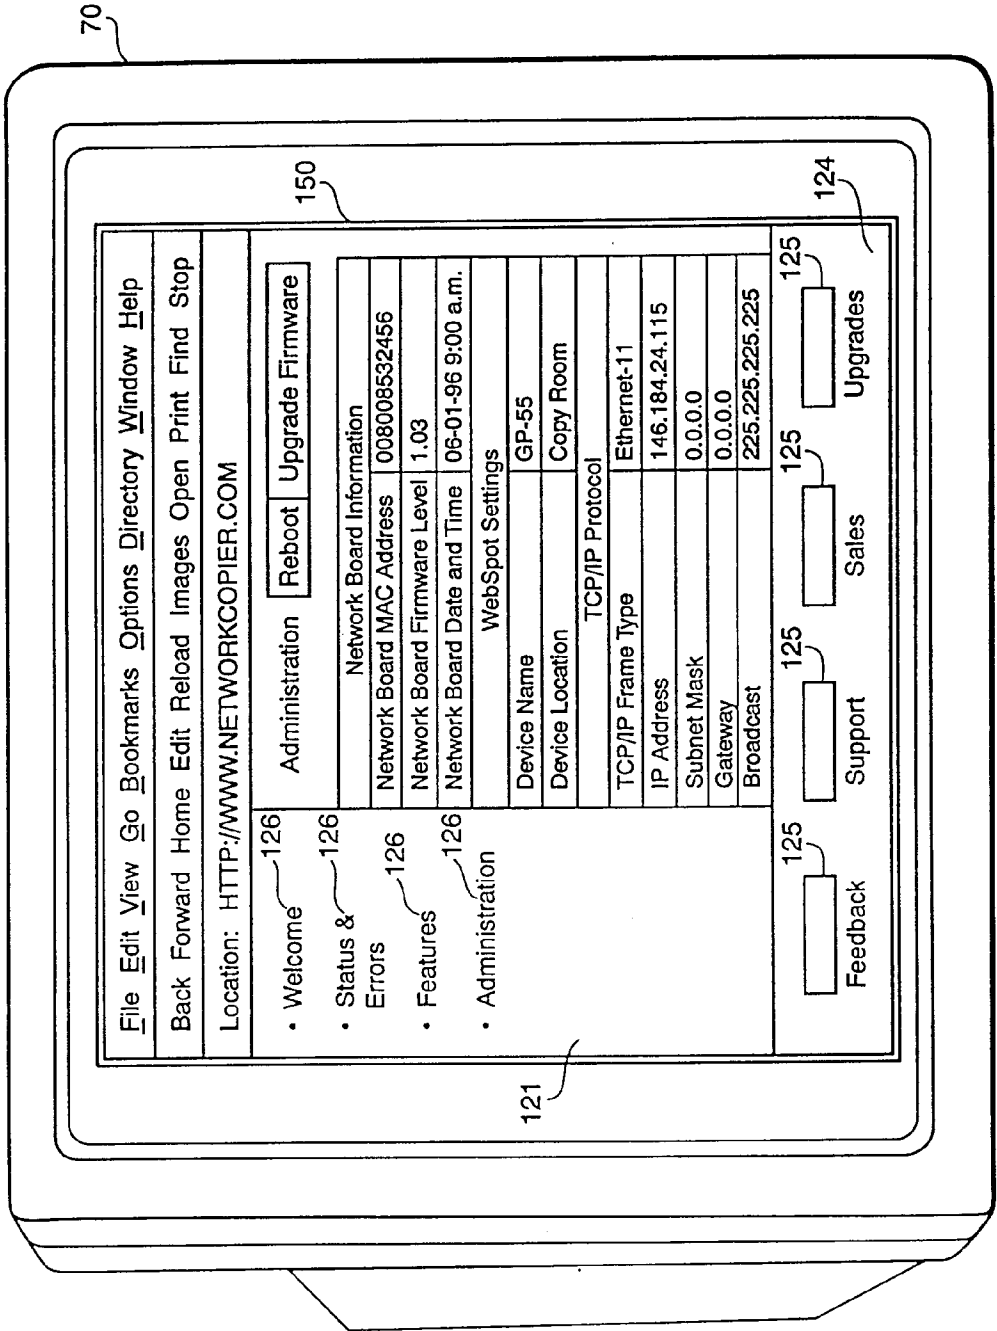 70
File Edit View Go Bookmarks Options Directory Window Help
Back Forward Home Edit Reload Images Open Print Find Stop
Location: HTTP://WWW.NETWORKCOPIER.COM
150
• Welcome
126
• Status &
Errors
126
• Features
126
• Administration
126
121
Administration Reboot Upgrade Firmware
Network Board Information
Network Board MAC Address 008008532456
Network Board Firmware Level 1.03
Network Board Date and Time 06-01-96 9:00 a.m.
WebSpot Settings
Device Name GP-55
Device Location Copy Room
TCP/IP Protocol
TCP/IP Frame Type Ethernet-11
IP Address 146.184.24.115
Subnet Mask 0.0.0.0
Gateway 0.0.0.0
Broadcast 225.225.225.225
125 125 125 125
Feedback Support Sales Upgrades
124